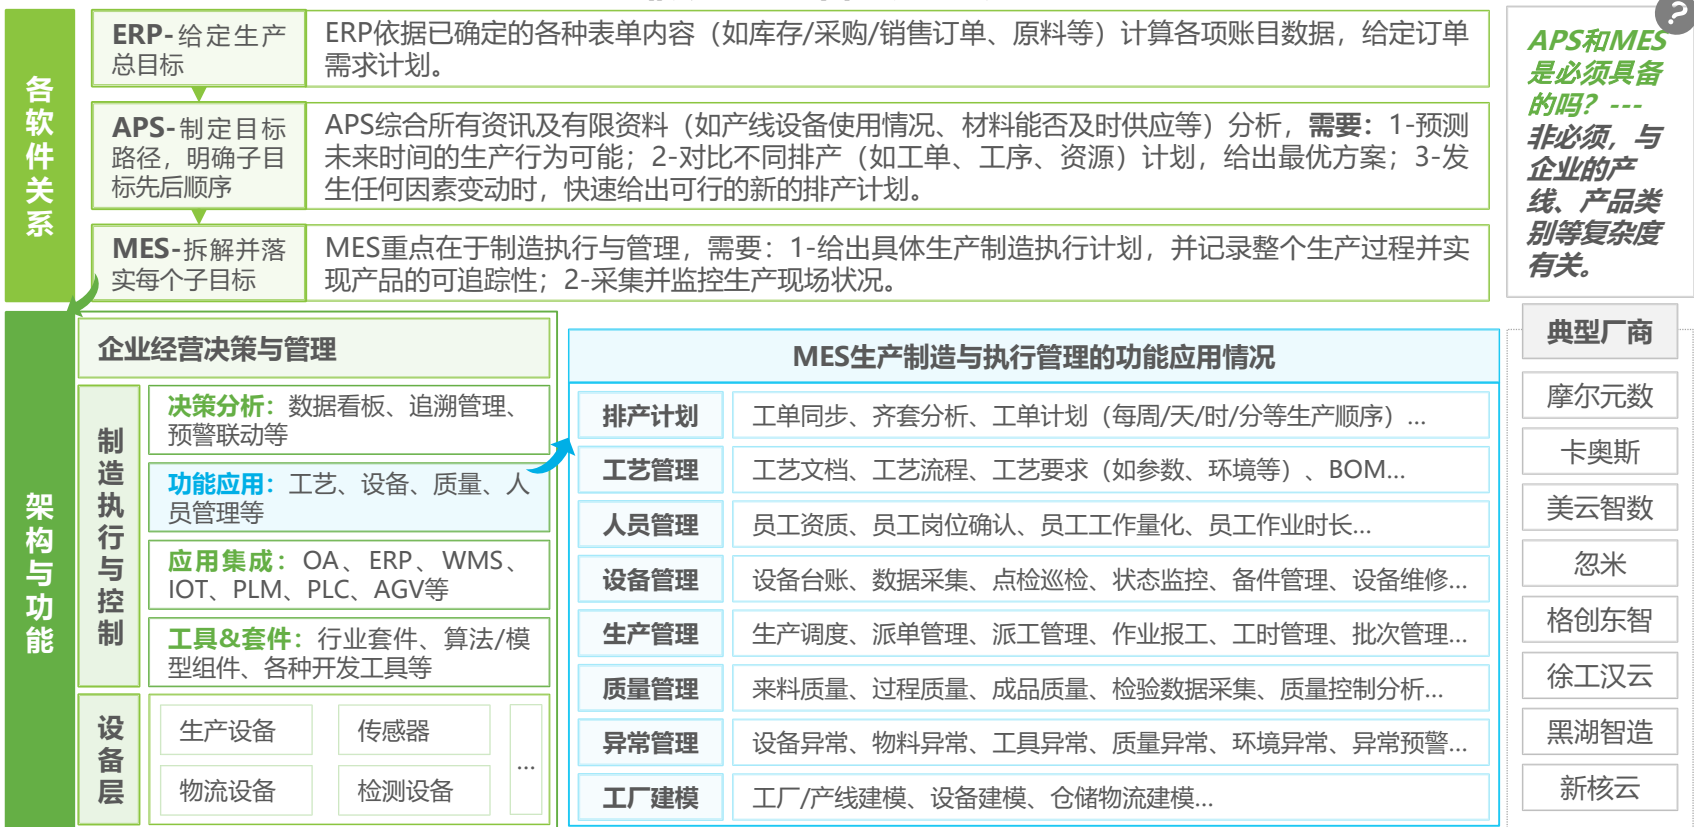 各软件关系
ERP-给定生产
总目标
ERP依据已确定的各种表单内容（如库存/采购/销售订单、原料等）计算各项账目数据，给定订单
需求计划。
APS-制定目标
路径，明确子目
标先后顺序
APS综合所有资讯及有限资料（如产线设备使用情况、材料能否及时供应等）分析，需要：1-预测
未来时间的生产行为可能；2-对比不同排产（如工单、工序、资源）计划，给出最优方案；3-发
生任何因素变动时，快速给出可行的新的排产计划。
MES-拆解并落
实每个子目标
MES重点在于制造执行与管理，需要：1-给出具体生产制造执行计划，并记录整个生产过程并实
现产品的可追踪性；2-采集并监控生产现场状况。
?
APS和MES
是必须具备
的吗？---
非必须，与
企业的产
线、产品类
别等复杂度
有关。
架构与功能
企业经营决策与管理
制造执行与控制
决策分析：数据看板、追溯管理、
预警联动等
功能应用：工艺、设备、质量、人
员管理等
应用集成：OA、ERP、WMS、
IOT、PLM、PLC、AGV等
工具&套件：行业套件、算法/模
型组件、各种开发工具等
设备层
生产设备
传感器
物流设备
检测设备
...
MES生产制造与执行管理的功能应用情况
排产计划
工单同步、齐套分析、工单计划（每周/天/时/分等生产顺序）...
工艺管理
工艺文档、工艺流程、工艺要求（如参数、环境等）、BOM...
人员管理
员工资质、员工岗位确认、员工工作量化、员工作业时长...
设备管理
设备台账、数据采集、点检巡检、状态监控、备件管理、设备维修...
生产管理
生产调度、派单管理、派工管理、作业报工、工时管理、批次管理...
质量管理
来料质量、过程质量、成品质量、检验数据采集、质量控制分析...
异常管理
设备异常、物料异常、工具异常、质量异常、环境异常、异常预警...
工厂建模
工厂/产线建模、设备建模、仓储物流建模...
典型厂商
摩尔元数
卡奥斯
美云智数
忽米
格创东智
徐工汉云
黑湖智造
新核云